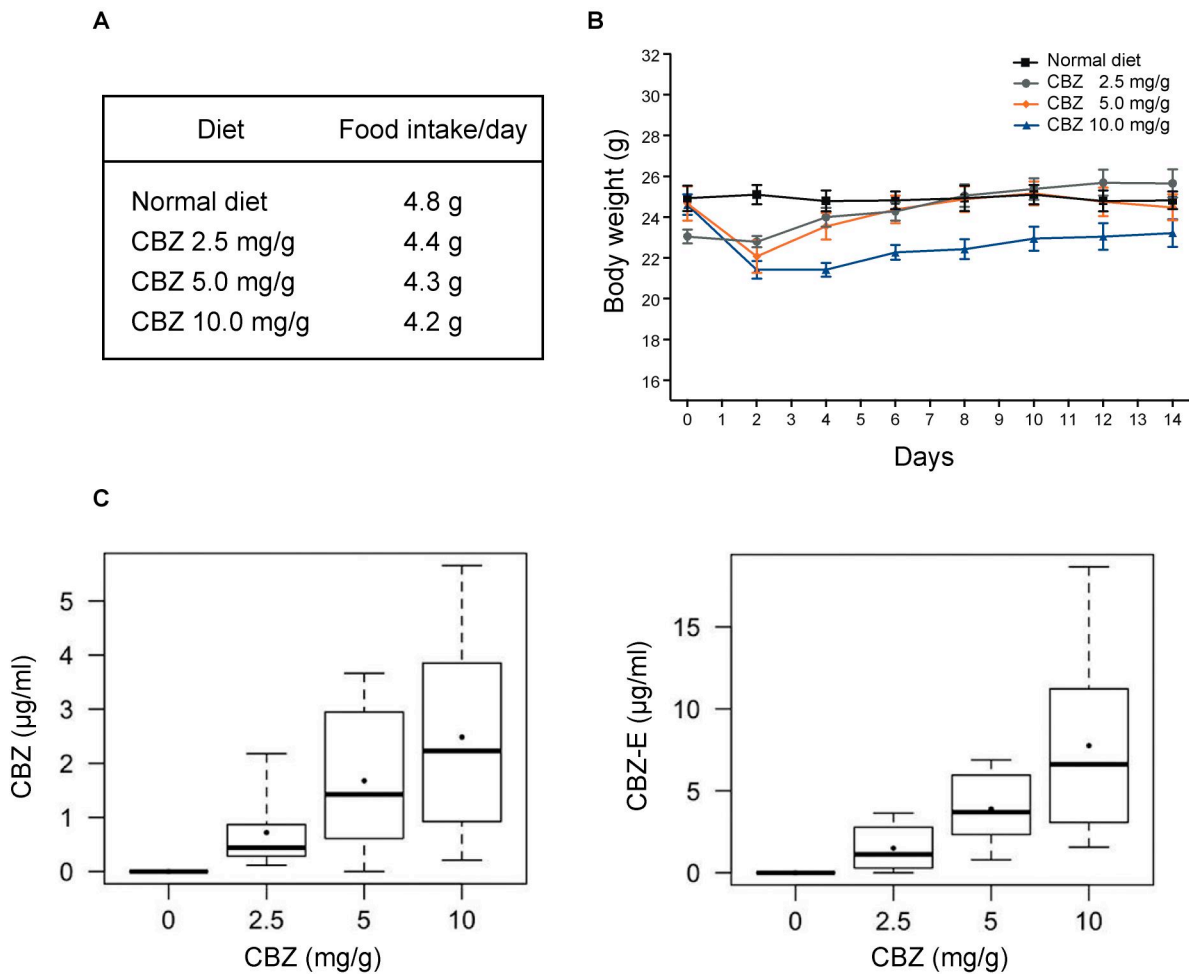 A
Diet Food intake/day
Normal diet 4.8 g
CBZ 2.5 mg/g 4.4 g
CBZ 5.0 mg/g 4.3 g
CBZ 10.0 mg/g 4.2 g
B
Normal diet
CBZ 2.5 mg/g
CBZ 5.0 mg/g
CBZ 10.0 mg/g
Body weight (g)
32
30
28
26
24
22
20
18
16
0 1 2 3 4 5 6 7 8 9 10 11 12 13 14
Days
C
CBZ (µg/ml)
5
4
3
2
1
0
0 2.5 5 10
CBZ (mg/g)
CBZ-E (µg/ml)
15
10
5
0
0 2.5 5 10
CBZ (mg/g)